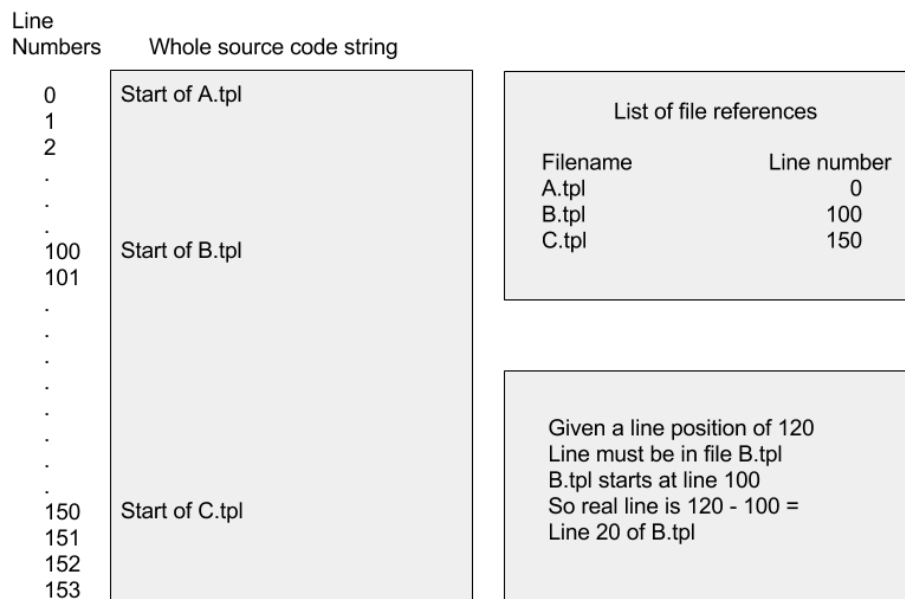 Line
Numbers
Whole source code string
0
Start of A.tpl
1
2
.
.
.
100
Start of B.tpl
101
.
.
.
.
.
.
.
.
150
Start of C.tpl
151
152
153
List of file references
Filename Line number
A.tpl 0
B.tpl 100
C.tpl 150
Given a line position of 120
Line must be in file B.tpl
B.tpl starts at line 100
So real line is 120 - 100 =
Line 20 of B.tpl